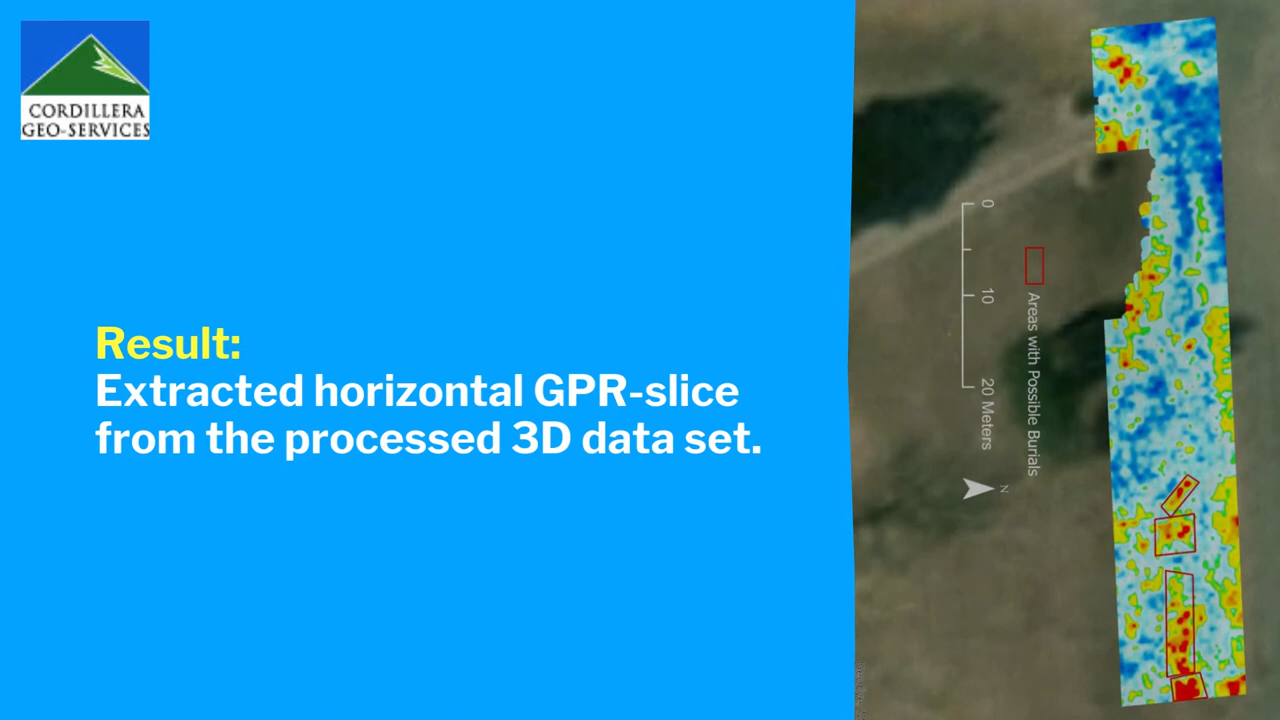 CORDILLERA
GEO-SERVICES
Result:
Extracted horizontal GPR-slice
from the processed 3D data set.
0
10
20 Meters
Areas with Possible Burials
N